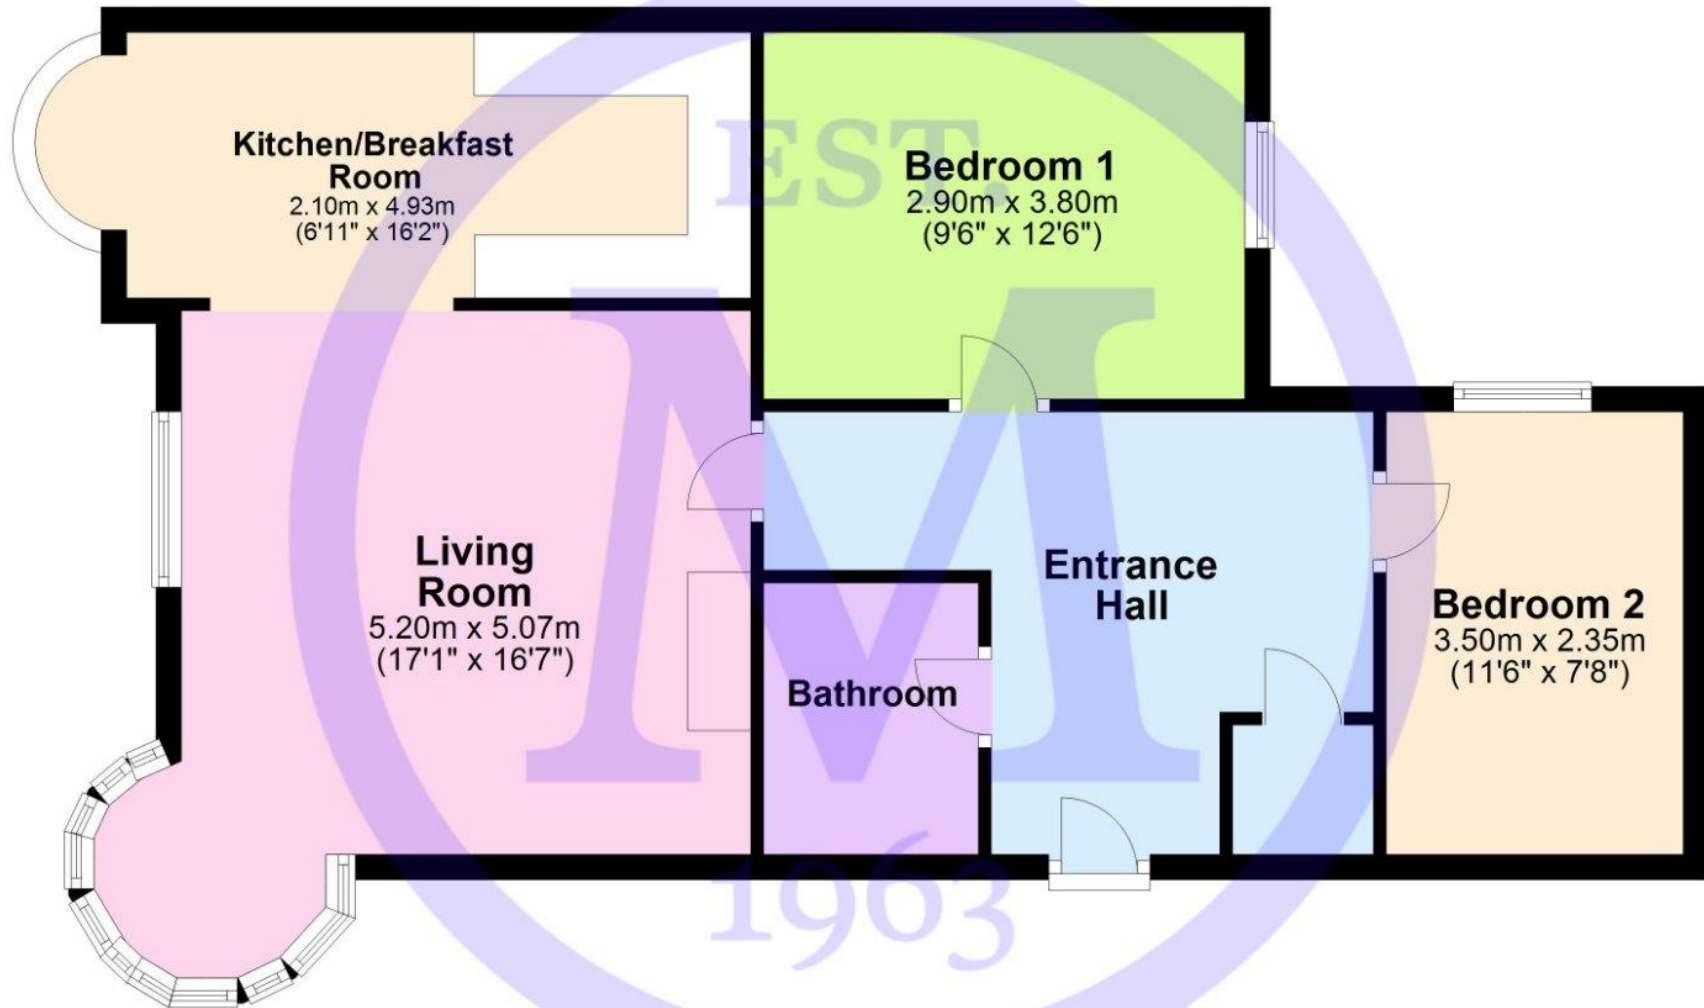 Kitchen/Breakfast
Room
2.10m x 4.93m
(6'11" x 16'2")
EST.
Bedroom 1
2.90m x 3.80m
(9'6" x 12'6")
M
Living
Room
5.20m x 5.07m
(17'1" x 16'7")
Entrance
Hall
Bedroom 2
3.50m x 2.35m
(11'6" x 7'8")
Bathroom
1963